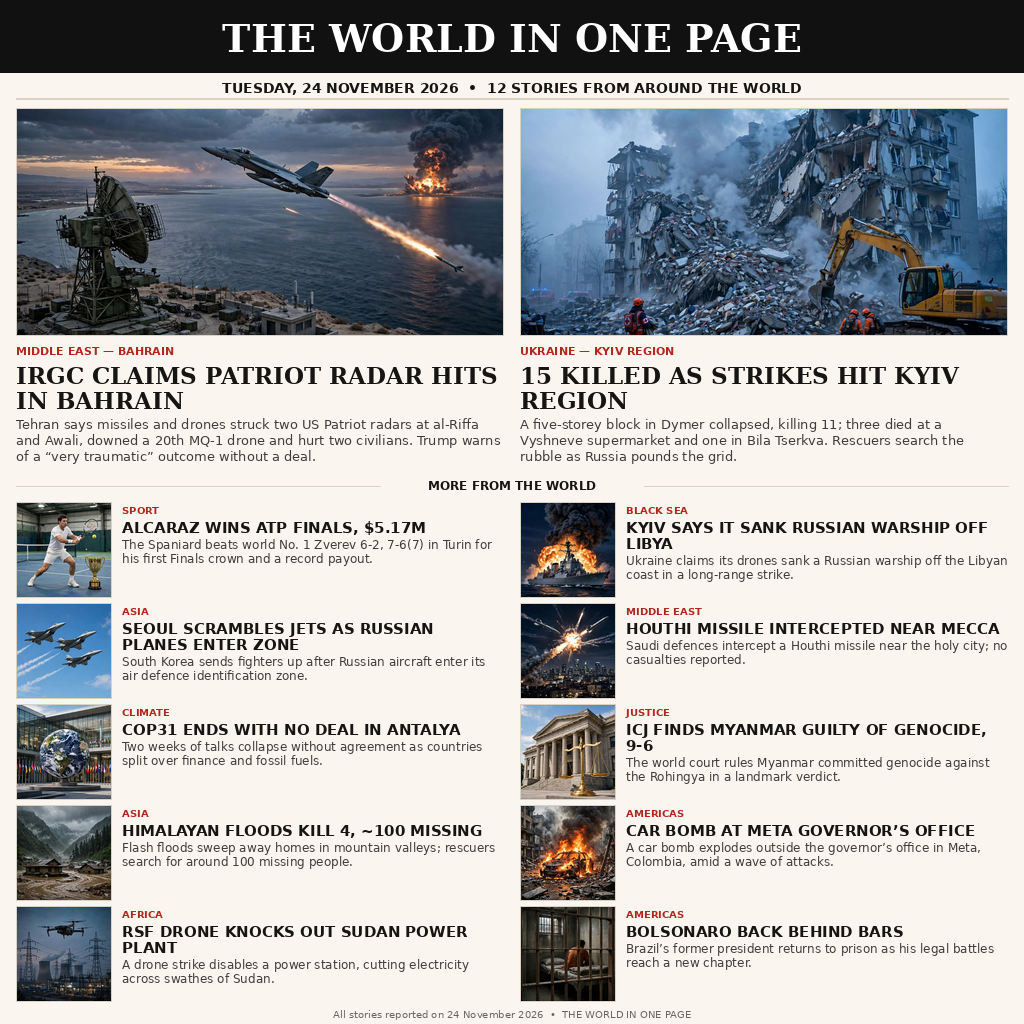 THE WORLD IN ONE PAGE
TUESDAY, 24 NOVEMBER 2026 • 12 STORIES FROM AROUND THE WORLD
MIDDLE EAST — BAHRAIN
IRGC CLAIMS PATRIOT RADAR HITS
IN BAHRAIN
Tehran says missiles and drones struck two US Patriot radars at al-Riffa
and Awali, downed a 20th MQ-1 drone and hurt two civilians. Trump warns
of a “very traumatic” outcome without a deal.
UKRAINE — KYIV REGION
15 KILLED AS STRIKES HIT KYIV
REGION
A five-storey block in Dymer collapsed, killing 11; three died at a
Vyshneve supermarket and one in Bila Tserkva. Rescuers search the
rubble as Russia pounds the grid.
MORE FROM THE WORLD
SPORT
ALCARAZ WINS ATP FINALS, $5.17M
The Spaniard beats world No. 1 Zverev 6-2, 7-6(7) in Turin for
his first Finals crown and a record payout.
BLACK SEA
KYIV SAYS IT SANK RUSSIAN WARSHIP OFF
LIBYA
Ukraine claims its drones sank a Russian warship off the Libyan
coast in a long-range strike.
ASIA
SEOUL SCRAMBLES JETS AS RUSSIAN
PLANES ENTER ZONE
South Korea sends fighters up after Russian aircraft enter its
air defence identification zone.
MIDDLE EAST
HOUTHI MISSILE INTERCEPTED NEAR MECCA
Saudi defences intercept a Houthi missile near the holy city; no
casualties reported.
CLIMATE
COP31 ENDS WITH NO DEAL IN ANTALYA
Two weeks of talks collapse without agreement as countries
split over finance and fossil fuels.
JUSTICE
ICJ FINDS MYANMAR GUILTY OF GENOCIDE,
9-6
The world court rules Myanmar committed genocide against
the Rohingya in a landmark verdict.
ASIA
HIMALAYAN FLOODS KILL 4, ~100 MISSING
Flash floods sweep away homes in mountain valleys; rescuers
search for around 100 missing people.
AMERICAS
CAR BOMB AT META GOVERNOR’S OFFICE
A car bomb explodes outside the governor’s office in Meta,
Colombia, amid a wave of attacks.
AFRICA
RSF DRONE KNOCKS OUT SUDAN POWER
PLANT
A drone strike disables a power station, cutting electricity
across swathes of Sudan.
AMERICAS
BOLSONARO BACK BEHIND BARS
Brazil’s former president returns to prison as his legal battles
reach a new chapter.
All stories reported on 24 November 2026 • THE WORLD IN ONE PAGE